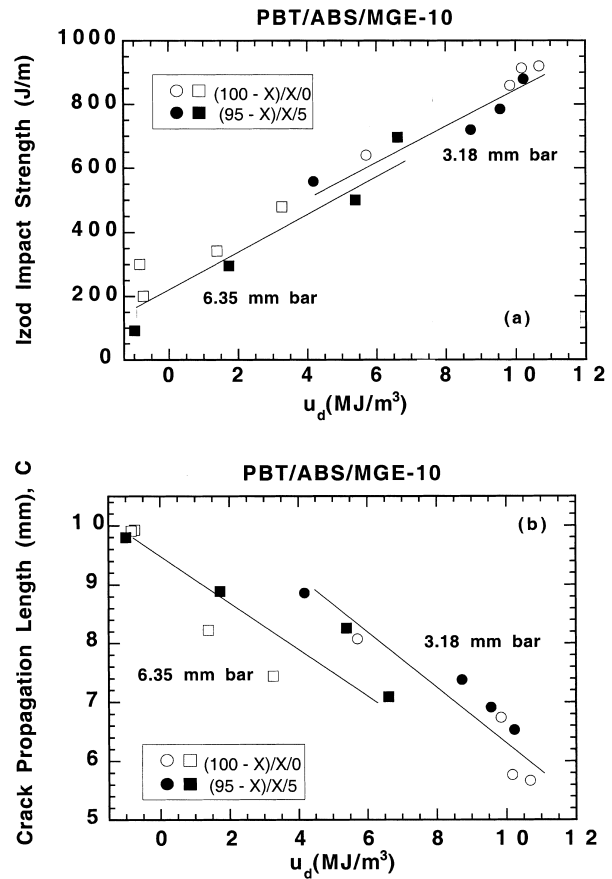 PBT/ABS/MGE-10
1000
800
600
400
200
0
Izod Impact Strength (J/m)
(100 - X)/X/0
(95 - X)/X/5
3.18 mm bar
6.35 mm bar
(a)
0 2 4 6 8 10 12
u_d(MJ/m³)
PBT/ABS/MGE-10
10
9
8
7
6
5
Crack Propagation Length (mm), C
(b)
3.18 mm bar
6.35 mm bar
(100 - X)/X/0
(95 - X)/X/5
0 2 4 6 8 10 12
u_d(MJ/m³)